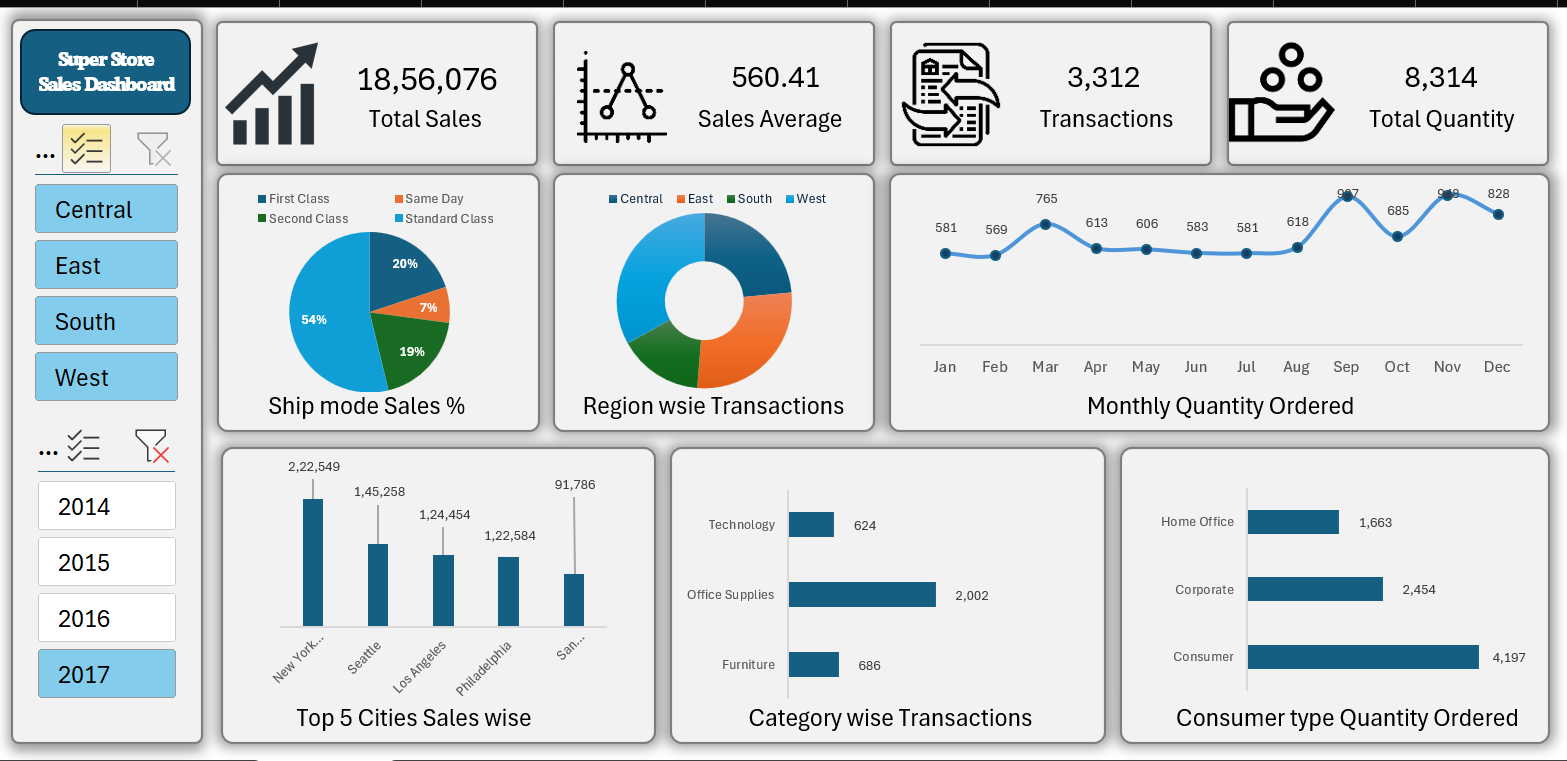 Super Store
Sales Dashboard
...
Central
East
South
West
...
2014
2015
2016
2017
18,56,076
Total Sales
560.41
Sales Average
3,312
Transactions
8,314
Total Quantity
First Class
Same Day
Second Class
Standard Class
20%
7%
54%
19%
Ship mode Sales %
Central East South West
Region wsie Transactions
581 569 765 613 606 583 581 618 937 685 948 828
Jan Feb Mar Apr May Jun Jul Aug Sep Oct Nov Dec
Monthly Quantity Ordered
2,22,549
1,45,258
1,24,454
1,22,584
91,786
New York...
Seattle
Los Angeles
Philadelphia
San...
Top 5 Cities Sales wise
Technology 624
Office Supplies 2,002
Furniture 686
Category wise Transactions
Home Office 1,663
Corporate 2,454
Consumer 4,197
Consumer type Quantity Ordered